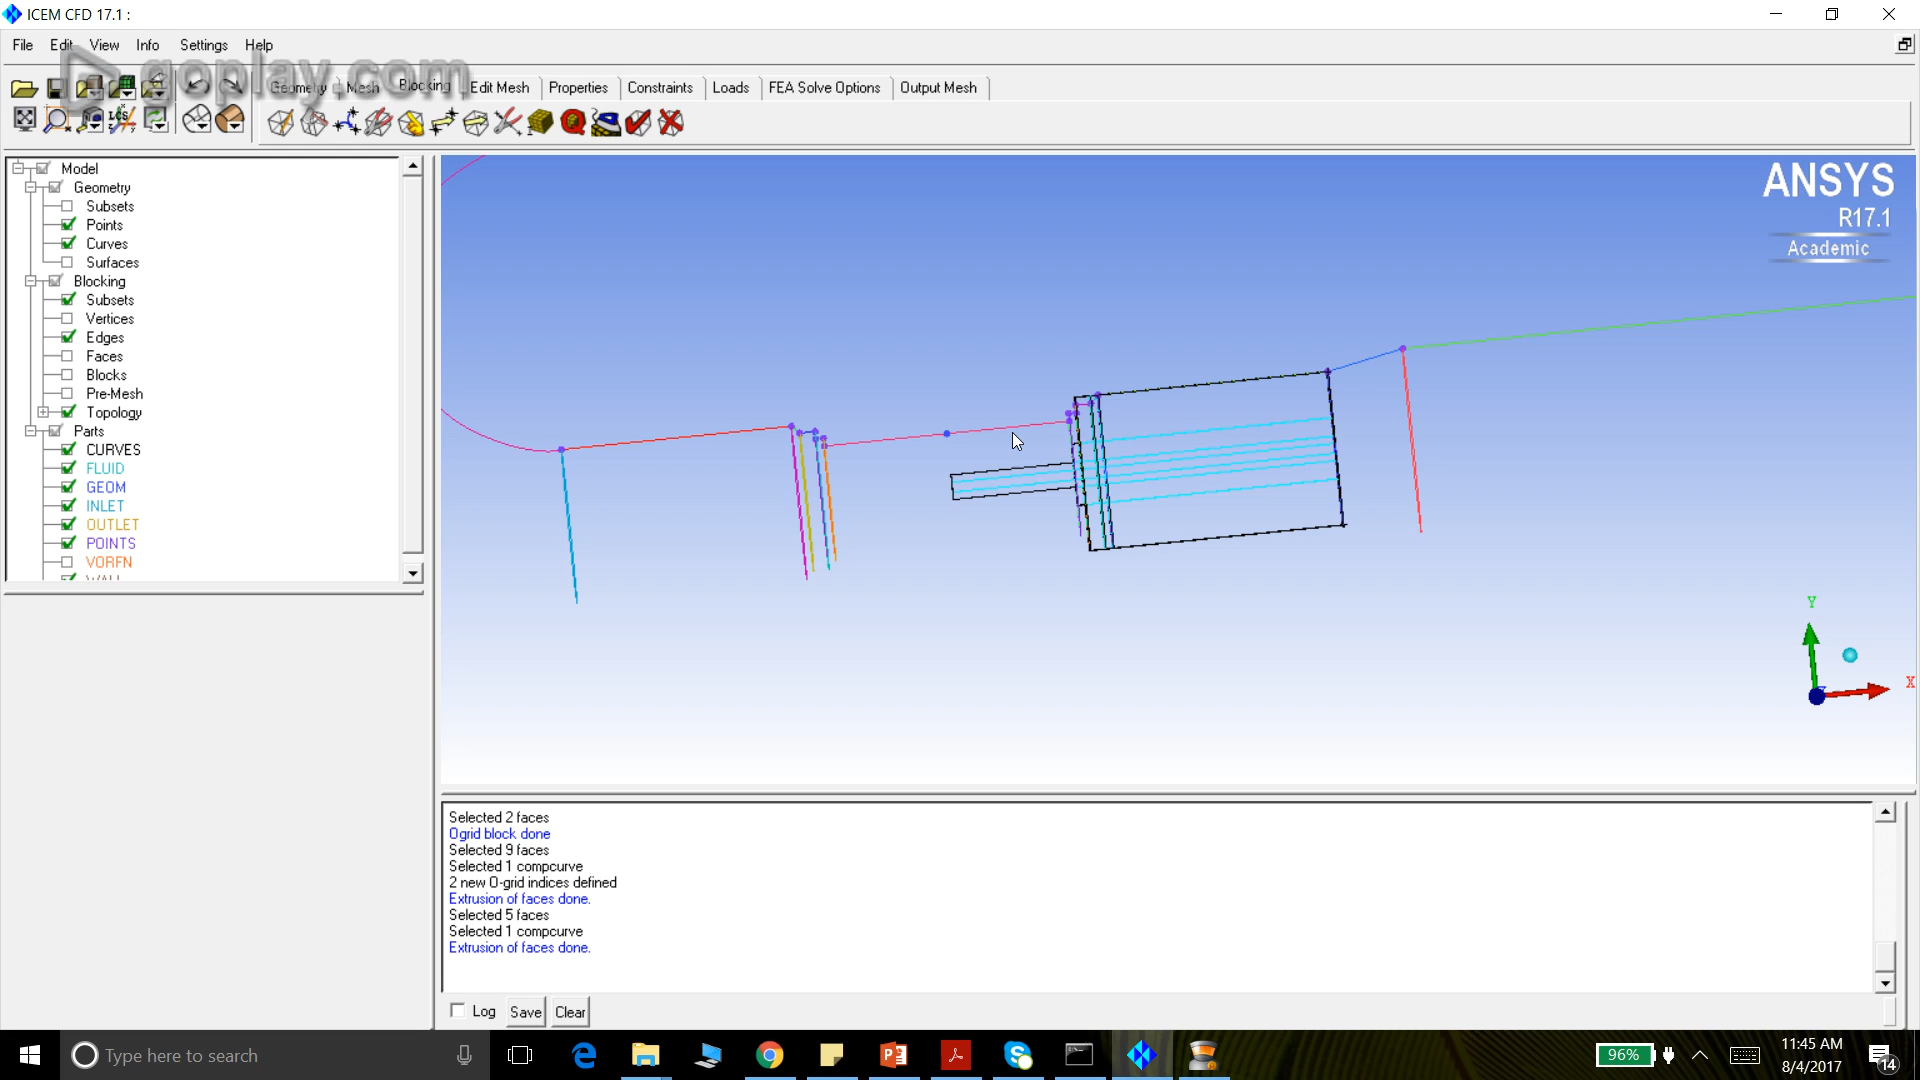 ICEM CFD 17.1 :
File Edit View Info Settings Help
goplay.com
Geometry Mesh Blocking Edit Mesh Properties Constraints Loads FEA Solve Options Output Mesh
LCS
Model
Geometry
Subsets
Points
Curves
Surfaces
Blocking
Subsets
Vertices
Edges
Faces
Blocks
Pre-Mesh
Topology
Parts
CURVES
FLUID
GEOM
INLET
OUTLET
POINTS
VORFN
ANSYS
R17.1
Academic
Y
X
Selected 2 faces
Ogrid block done
Selected 9 faces
Selected 1 compcurve
2 new O-grid indices defined
Extrusion of faces done.
Selected 5 faces
Selected 1 compcurve
Extrusion of faces done.
Log Save Clear
Type here to search
96%
11:45 AM
8/4/2017
14